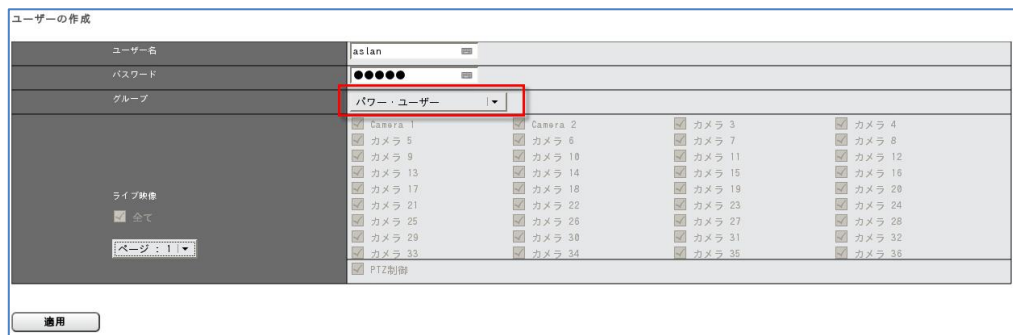 ユーザーの作成
ユーザー名 aslan
パスワード ●●●●●
グループ パワー・ユーザー
Camera 1 Camera 2 カメラ 3 カメラ 4
カメラ 5 カメラ 6 カメラ 7 カメラ 8
カメラ 9 カメラ 10 カメラ 11 カメラ 12
カメラ 13 カメラ 14 カメラ 15 カメラ 16
ライブ映像 カメラ 17 カメラ 18 カメラ 19 カメラ 20
全て カメラ 21 カメラ 22 カメラ 23 カメラ 24
カメラ 25 カメラ 26 カメラ 27 カメラ 28
ページ : 1 カメラ 29 カメラ 30 カメラ 31 カメラ 32
カメラ 33 カメラ 34 カメラ 35 カメラ 36
PTZ制御
適用